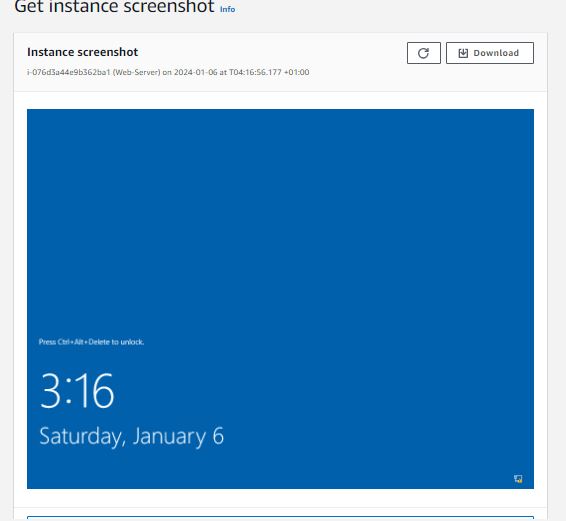 Get instance screenshot Info
Instance screenshot
Download
i-076d3a44e9b362ba1 (Web-Server) on 2024-01-06 at T04:16:56.177 +01:00
Press Ctrl+Alt+Delete to unlock.
3:16
Saturday, January 6